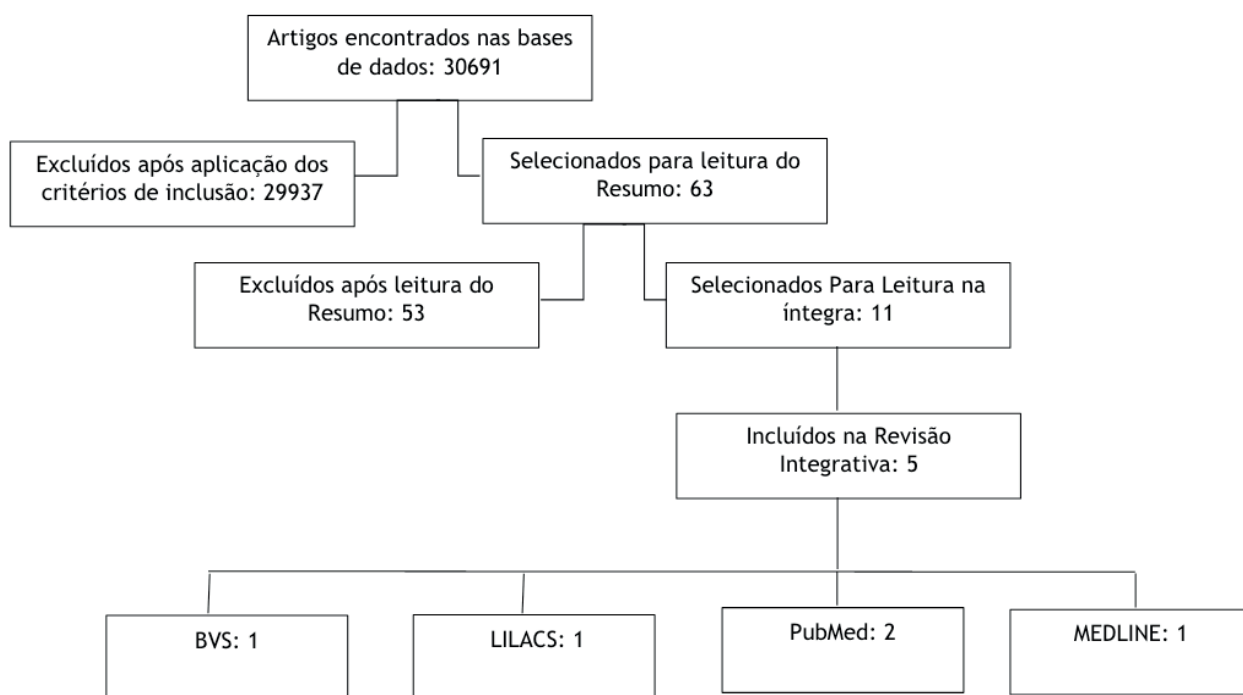 Artigos encontrados nas bases
de dados: 30691
Excluídos após aplicação dos
critérios de inclusão: 29937
Selecionados para leitura do
Resumo: 63
Excluídos após leitura do
Resumo: 53
Selecionados Para Leitura na
íntegra: 11
Incluídos na Revisão
Integrativa: 5
BVS: 1
LILACS: 1
PubMed: 2
MEDLINE: 1